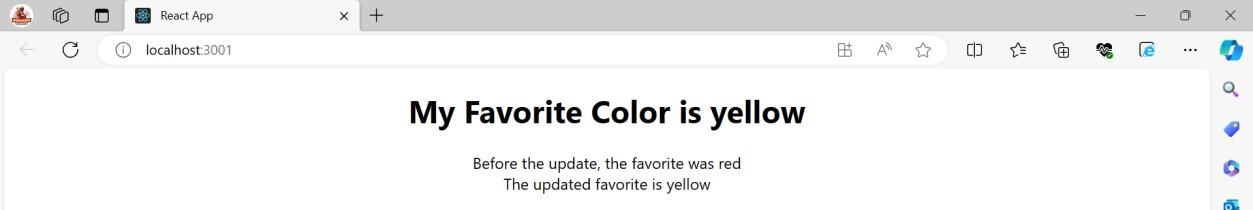 React App
localhost:3001
My Favorite Color is yellow
Before the update, the favorite was red
The updated favorite is yellow